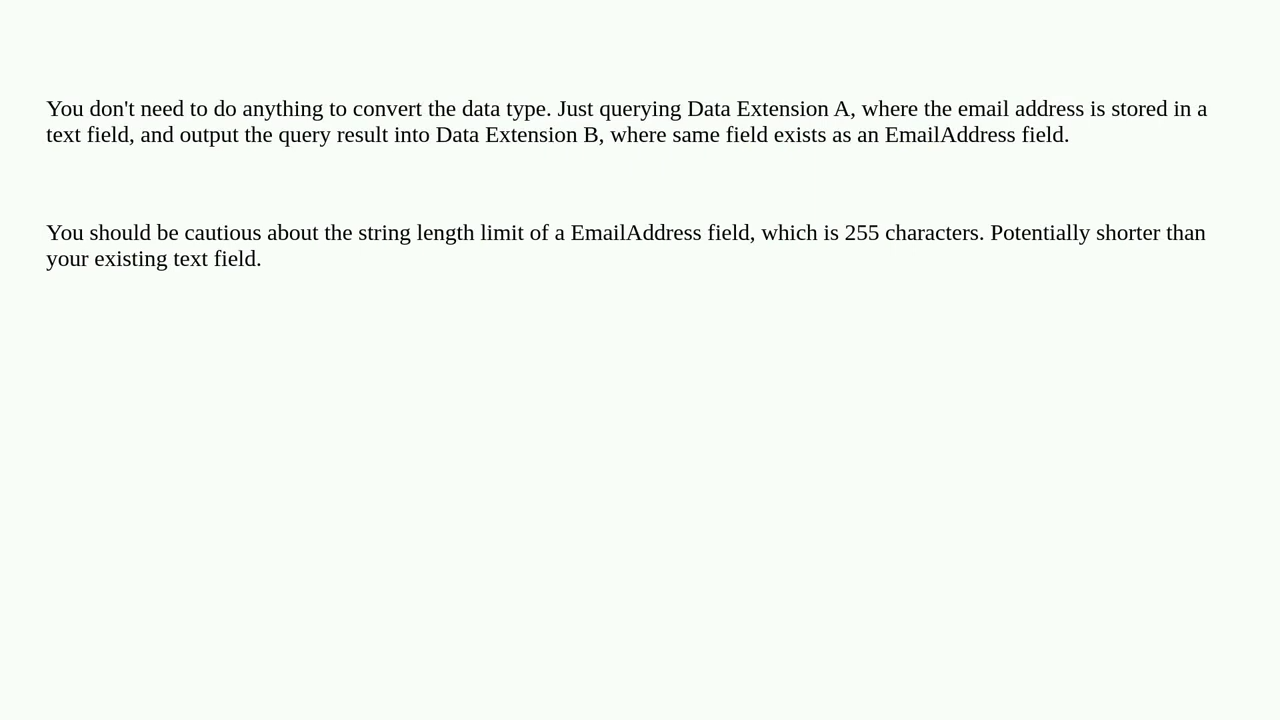 You don't need to do anything to convert the data type. Just querying Data Extension A, where the email address is stored in a
text field, and output the query result into Data Extension B, where same field exists as an EmailAddress field.
You should be cautious about the string length limit of a EmailAddress field, which is 255 characters. Potentially shorter than
your existing text field.